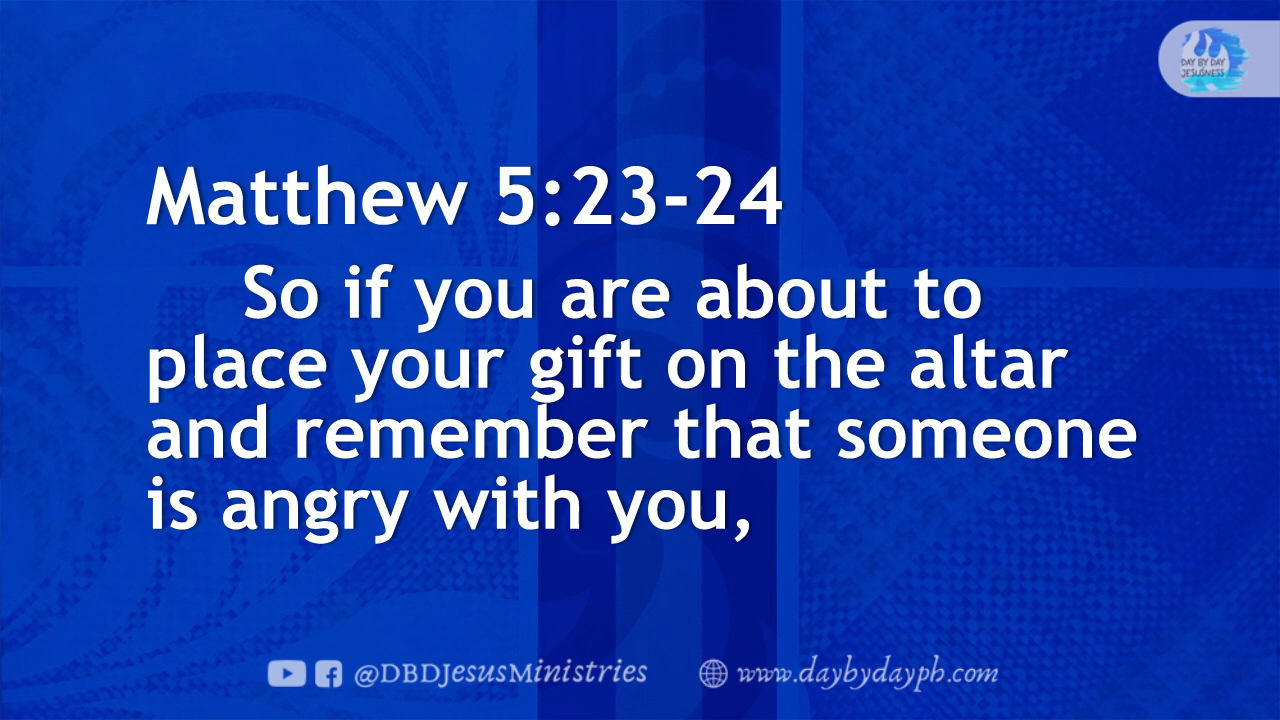 DAY BY DAY
JESUSNESS
Matthew 5:23-24
So if you are about to
place your gift on the altar
and remember that someone
is angry with you,
@DBDJesusMinistries
www.daybydayph.com